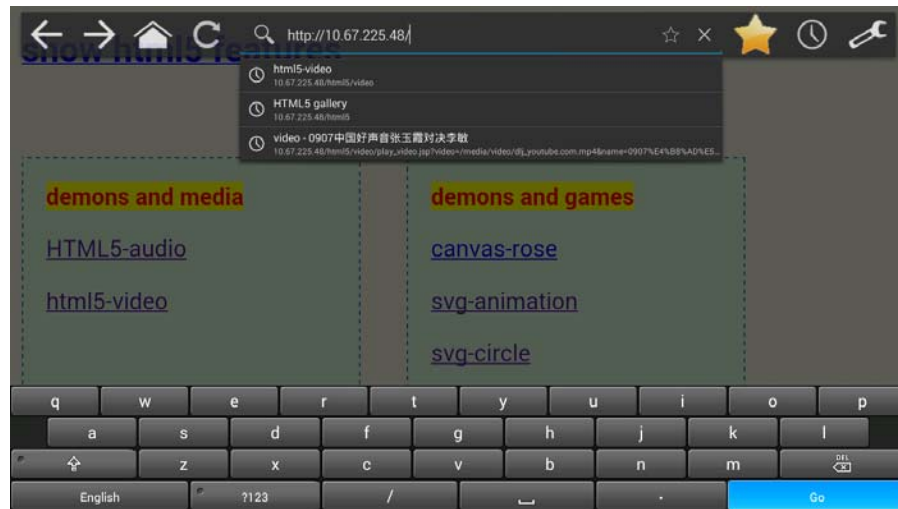 http://10.67.225.48/
show html5 features
html5-video
10.67.225.48/html5/video
HTML5 gallery
10.67.225.48/html5
video - 0907中国好声音张玉霞对决李敏
10.67.225.48/html5/video/play_video.jsp?video=/media/video/dlj_youtube.com.mp4&name=0907%E4%B8%AD%E5...
demons and media
HTML5-audio
html5-video
demons and games
canvas-rose
svg-animation
svg-circle
q w e r t y u i o p
a s d f g h j k l
z x c v b n m DEL
English ?123 / . Go